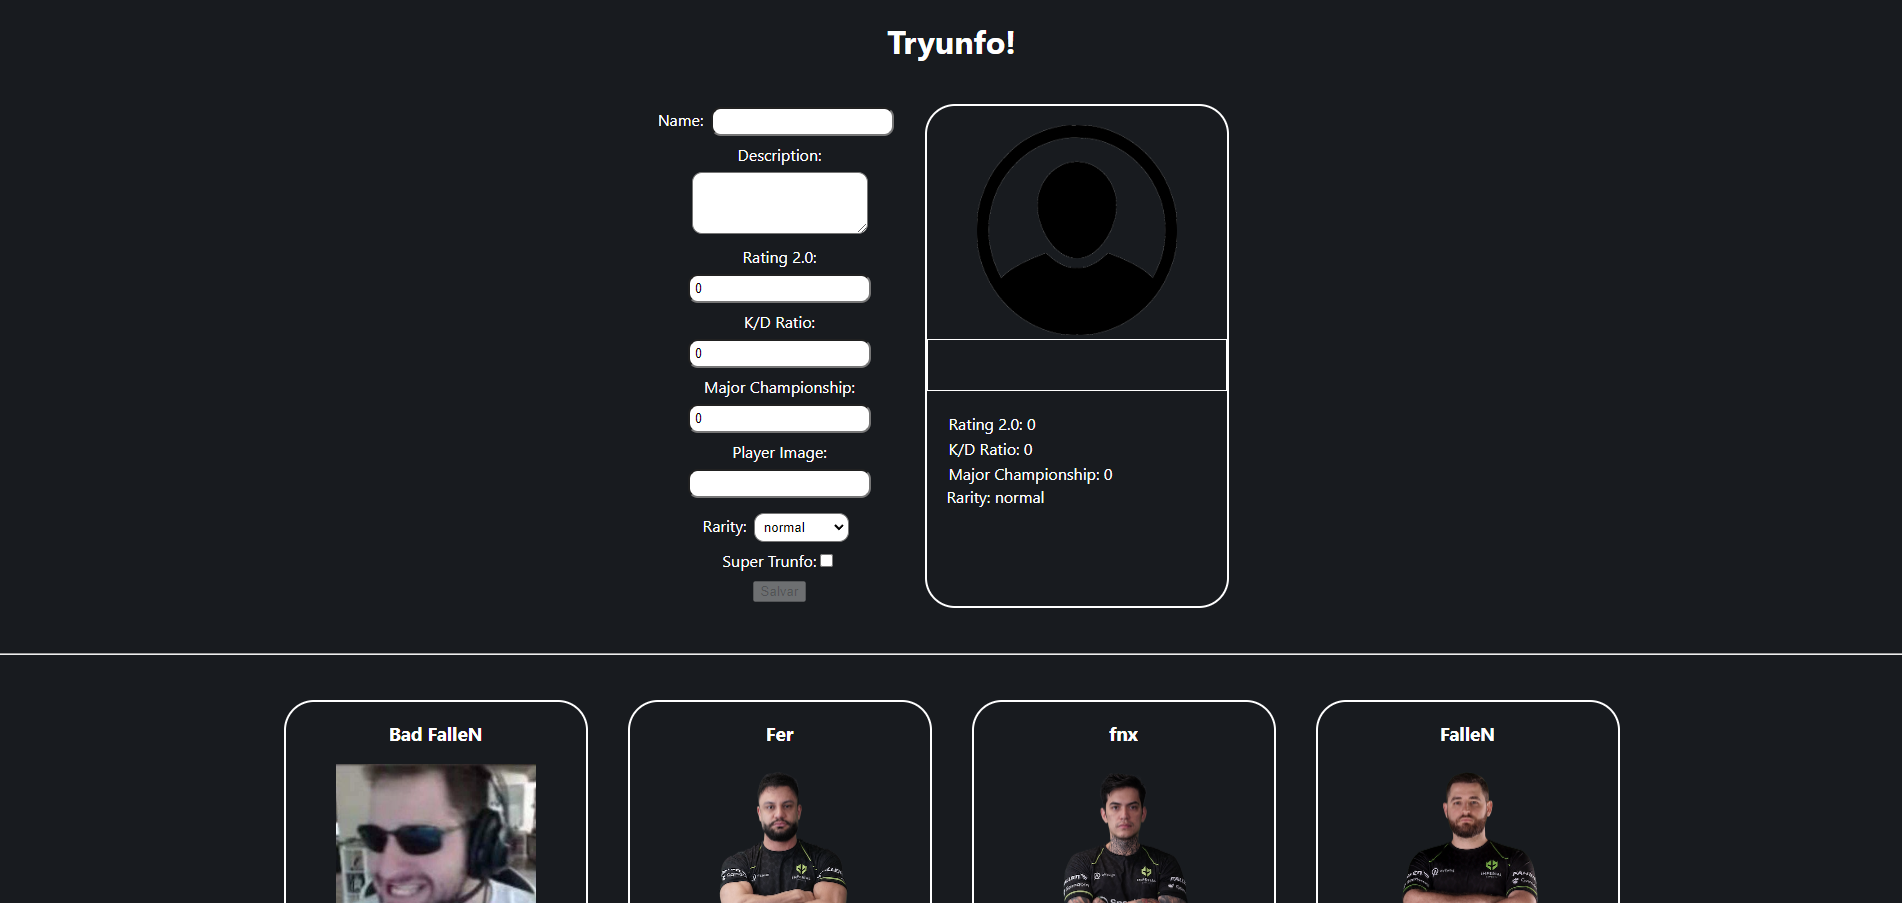 Tryunfo!
Name:
Description:
Rating 2.0:
0
K/D Ratio:
0
Major Championship:
0
Player Image:
Rarity: normal
Super Trunfo:
Salvar
Rating 2.0: 0
K/D Ratio: 0
Major Championship: 0
Rarity: normal
Bad FalleN
Fer
fnx
FalleN